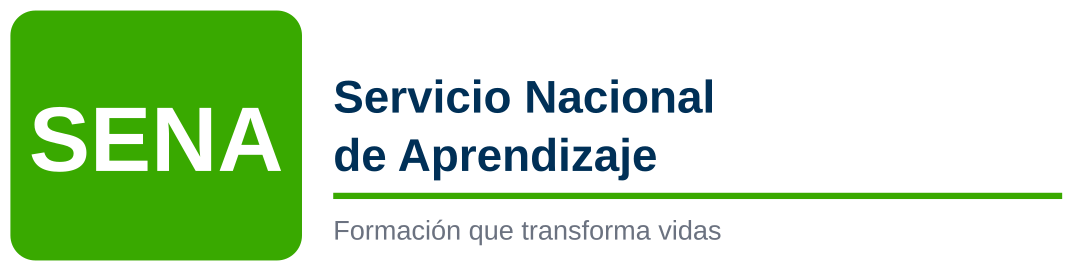 SENA
Servicio Nacional
de Aprendizaje
Formación que transforma vidas